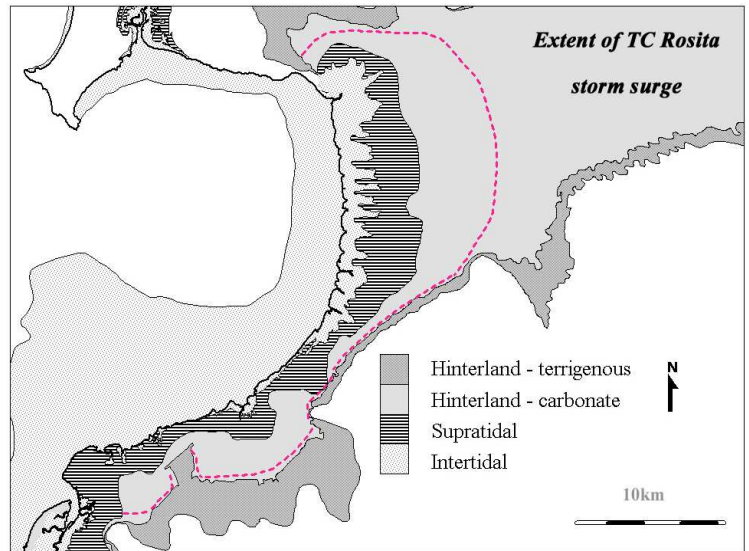 Extent of TC Rosita
storm surge
Hinterland - terrigenous
Hinterland - carbonate
Supratidal
Intertidal
N
10km